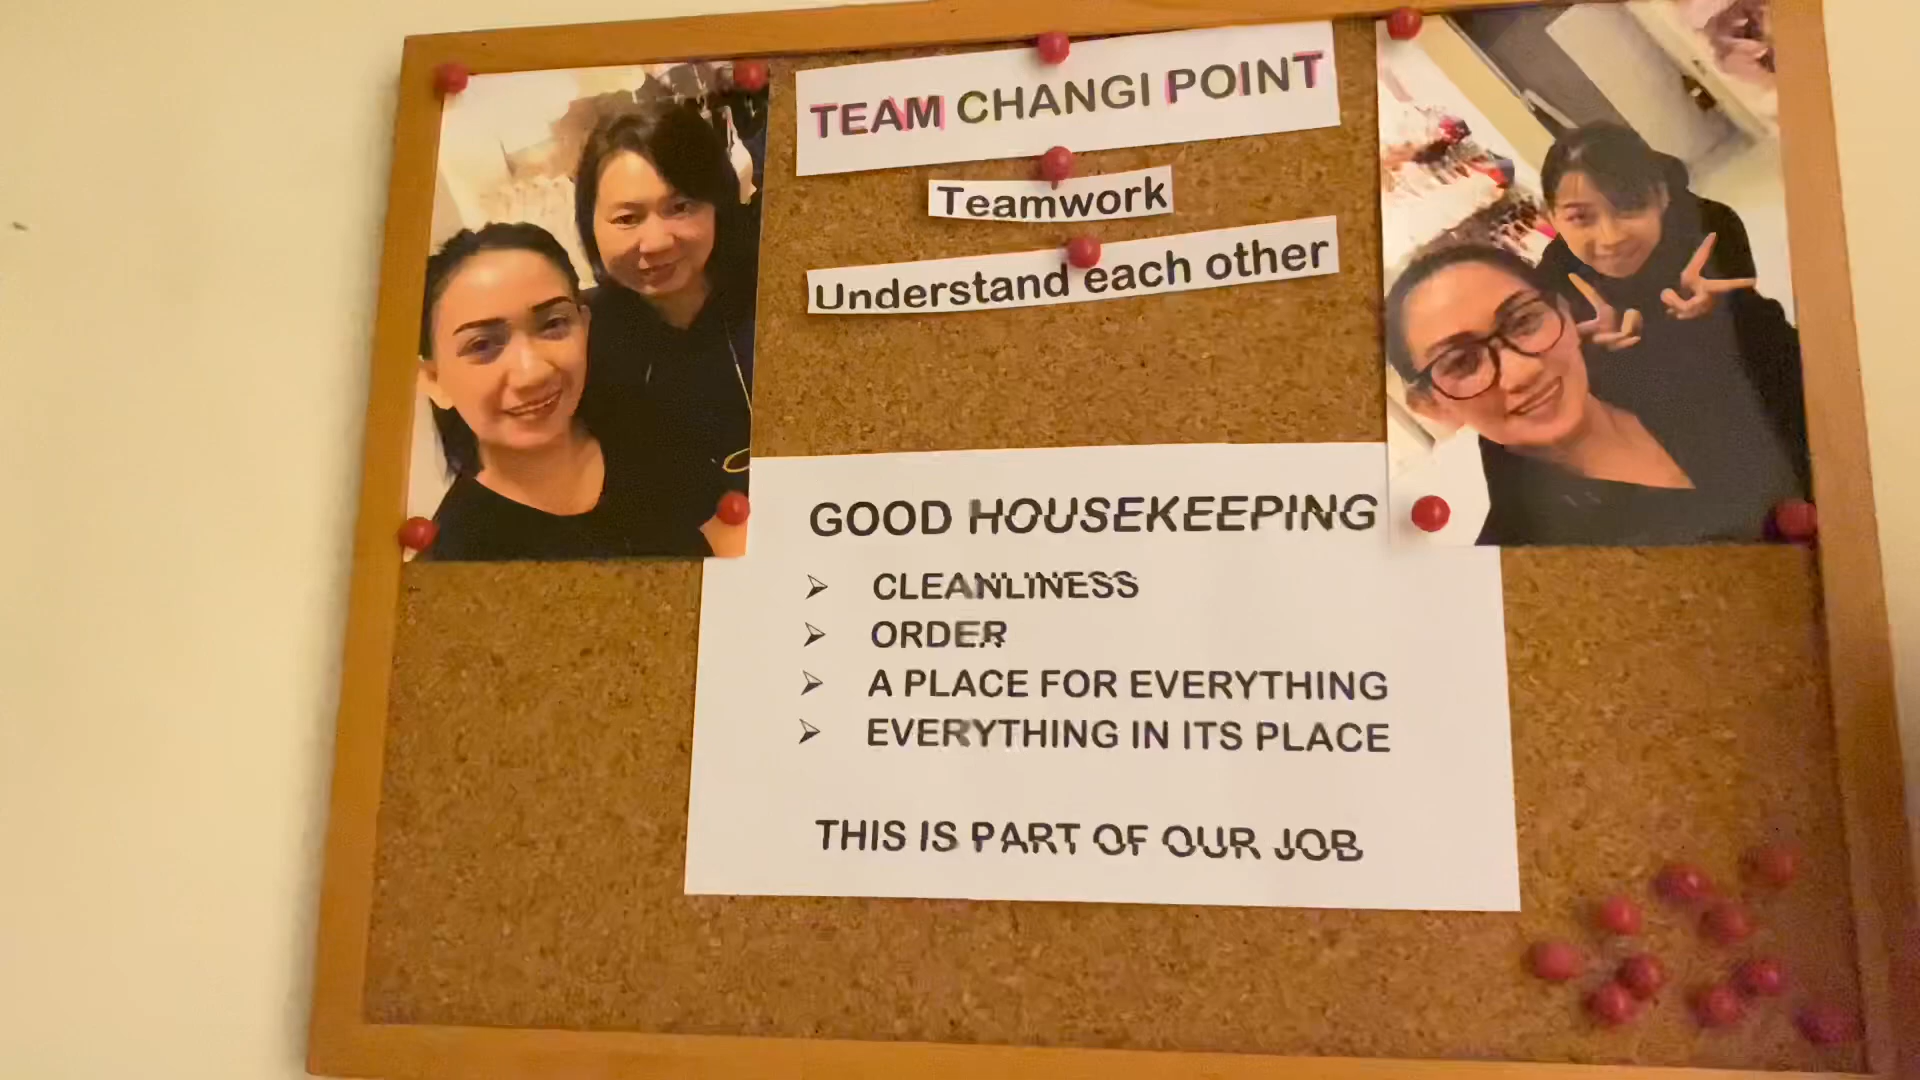 TEAM CHANGI POINT
Teamwork
Understand each other
GOOD HOUSEKEEPING
CLEANLINESS
ORDER
A PLACE FOR EVERYTHING
EVERYTHING IN ITS PLACE
THIS IS PART OF OUR JOB